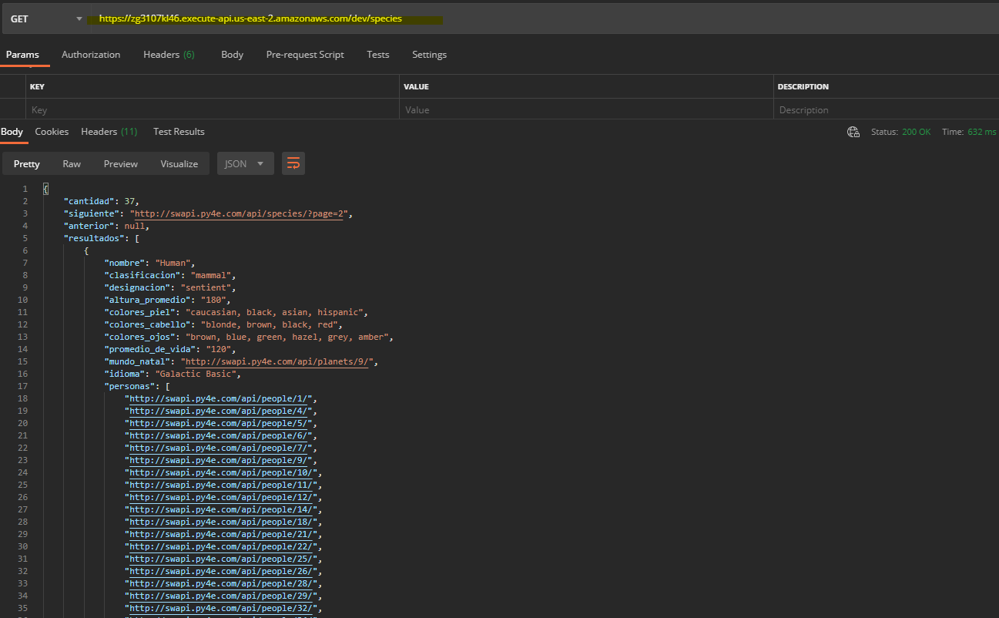 GET https://zg3107kl46.execute-api.us-east-2.amazonaws.com/dev/species
Params Authorization Headers (6) Body Pre-request Script Tests Settings
KEY VALUE DESCRIPTION
Key Value Description
Body Cookies Headers (11) Test Results Status: 200 OK Time: 632 ms
Pretty Raw Preview Visualize JSON
1 {
2 "cantidad": 37,
3 "siguiente": "http://swapi.py4e.com/api/species/?page=2",
4 "anterior": null,
5 "resultados": [
6 {
7 "nombre": "Human",
8 "clasificacion": "mammal",
9 "designacion": "sentient",
10 "altura_promedio": "180",
11 "colores_piel": "caucasian, black, asian, hispanic",
12 "colores_cabello": "blonde, brown, black, red",
13 "colores_ojos": "brown, blue, green, hazel, grey, amber",
14 "promedio_de_vida": "120",
15 "mundo_natal": "http://swapi.py4e.com/api/planets/9/",
16 "idioma": "Galactic Basic",
17 "personas": [
18 "http://swapi.py4e.com/api/people/1/",
19 "http://swapi.py4e.com/api/people/4/",
20 "http://swapi.py4e.com/api/people/5/",
21 "http://swapi.py4e.com/api/people/6/",
22 "http://swapi.py4e.com/api/people/7/",
23 "http://swapi.py4e.com/api/people/9/",
24 "http://swapi.py4e.com/api/people/10/",
25 "http://swapi.py4e.com/api/people/11/",
26 "http://swapi.py4e.com/api/people/12/",
27 "http://swapi.py4e.com/api/people/14/",
28 "http://swapi.py4e.com/api/people/18/",
29 "http://swapi.py4e.com/api/people/21/",
30 "http://swapi.py4e.com/api/people/22/",
31 "http://swapi.py4e.com/api/people/25/",
32 "http://swapi.py4e.com/api/people/26/",
33 "http://swapi.py4e.com/api/people/28/",
34 "http://swapi.py4e.com/api/people/29/",
35 "http://swapi.py4e.com/api/people/32/",